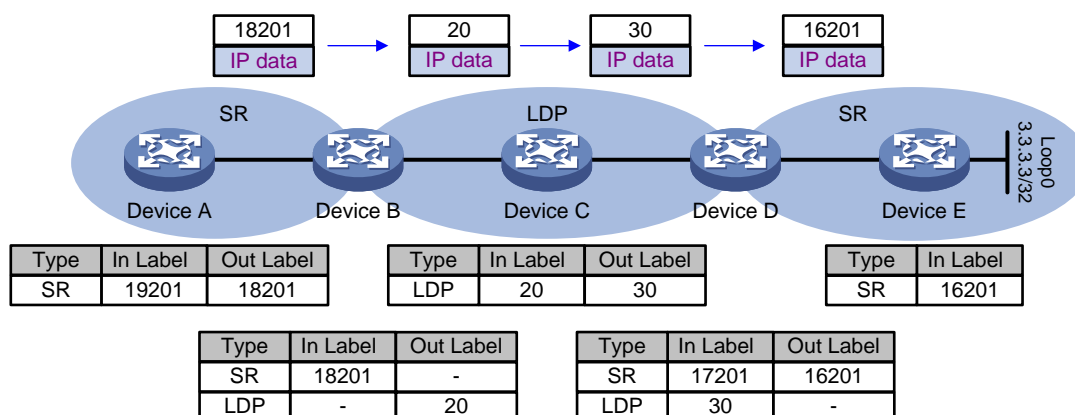 18201 20 30 16201
IP data IP data IP data IP data
SR LDP SR
Loop0
3.3.3.3/32
Device A Device B Device C Device D Device E
Type In Label Out Label
SR 19201 18201
Type In Label Out Label
LDP 20 30
Type In Label
SR 16201
Type In Label Out Label
SR 18201 -
LDP - 20
Type In Label Out Label
SR 17201 16201
LDP 30 -